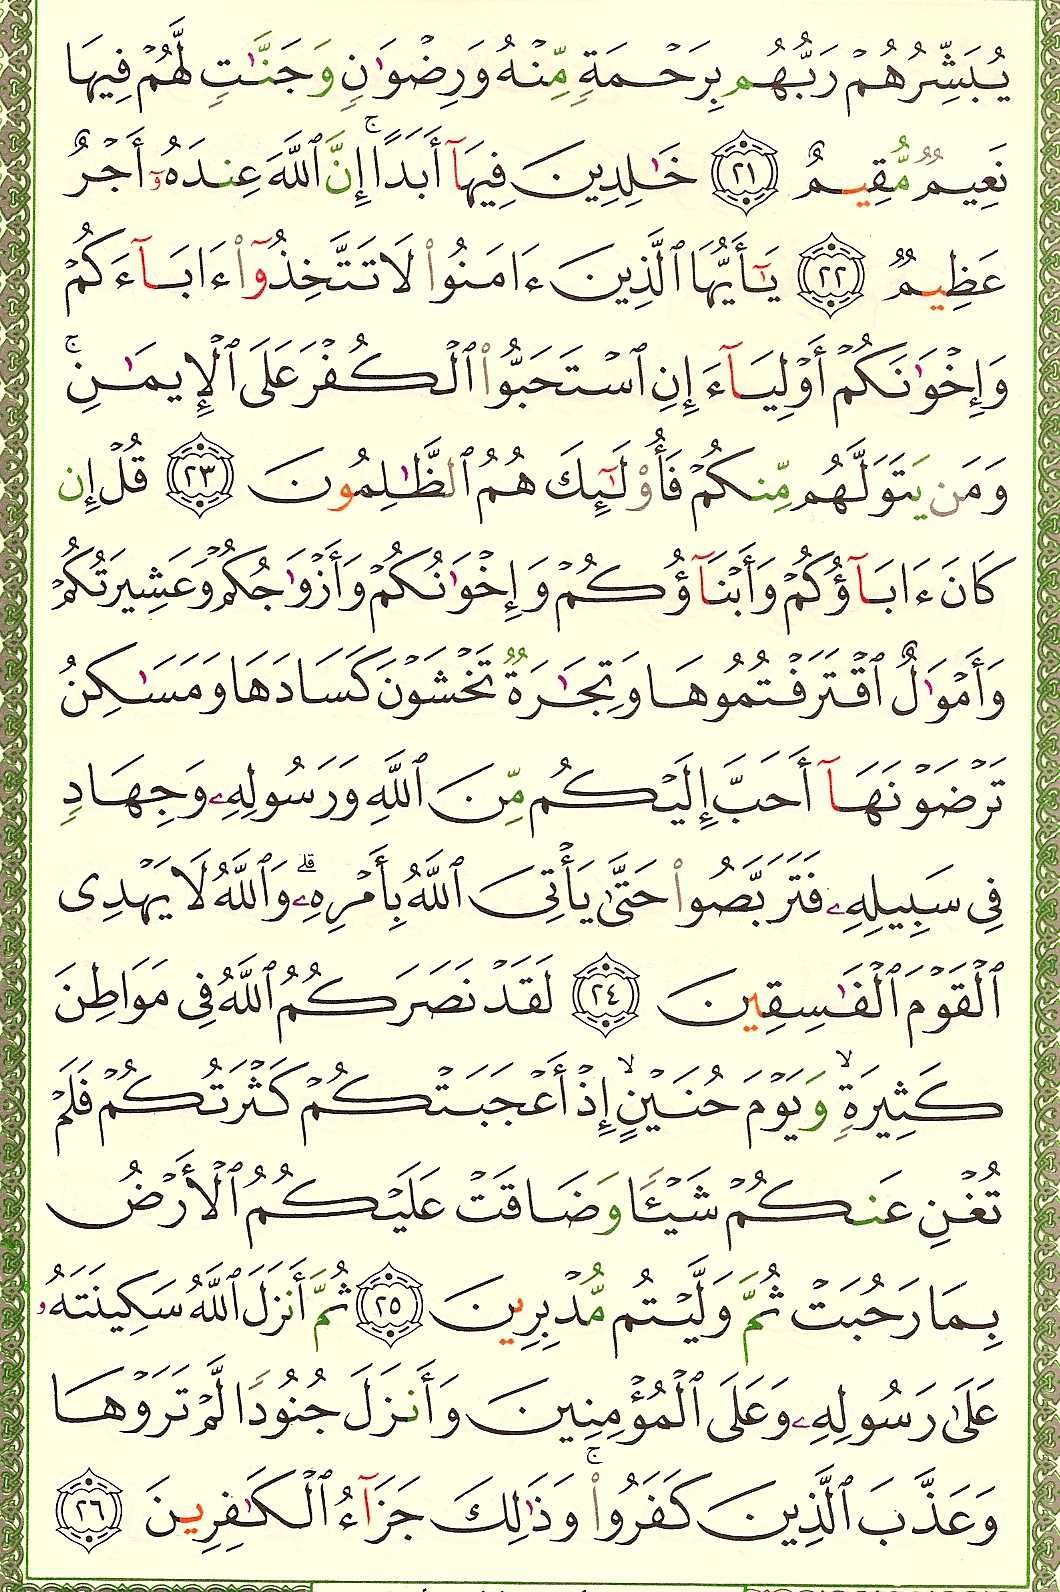 يُبَشِّرُهُمْ رَبُّهُم بِرَحْمَةٍ مِّنْهُ وَرِضْوَٰنٍ وَجَنَّٰتٍ لَّهُمْ فِيهَا
نَعِيمٌ مُّقِيمٌ ﴿٢١﴾ خَٰلِدِينَ فِيهَآ أَبَدًا ۚ إِنَّ ٱللَّهَ عِندَهُۥٓ أَجْرٌ
عَظِيمٌ ﴿٢٢﴾ يَٰٓأَيُّهَا ٱلَّذِينَ ءَامَنُوا۟ لَا تَتَّخِذُوٓا۟ ءَابَآءَكُمْ
وَإِخْوَٰنَكُمْ أَوْلِيَآءَ إِنِ ٱسْتَحَبُّوا۟ ٱلْكُفْرَ عَلَى ٱلْإِيمَٰنِ ۚ
وَمَن يَتَوَلَّهُم مِّنكُمْ فَأُو۟لَٰٓئِكَ هُمُ ٱلظَّٰلِمُونَ ﴿٢٣﴾ قُلْ إِن
كَانَ ءَابَآؤُكُمْ وَأَبْنَآؤُكُمْ وَإِخْوَٰنُكُمْ وَأَزْوَٰجُكُمْ وَعَشِيرَتُكُمْ
وَأَمْوَٰلٌ ٱقْتَرَفْتُمُوهَا وَتِجَٰرَةٌ تَخْشَوْنَ كَسَادَهَا وَمَسَٰكِنُ
تَرْضَوْنَهَآ أَحَبَّ إِلَيْكُم مِّنَ ٱللَّهِ وَرَسُولِهِۦ وَجِهَادٍ
فِى سَبِيلِهِۦ فَتَرَبَّصُوا۟ حَتَّىٰ يَأْتِىَ ٱللَّهُ بِأَمْرِهِۦ ۗ وَٱللَّهُ لَا يَهْدِى
ٱلْقَوْمَ ٱلْفَٰسِقِينَ ﴿٢٤﴾ لَقَدْ نَصَرَكُمُ ٱللَّهُ فِى مَوَاطِنَ
كَثِيرَةٍ ۙ وَيَوْمَ حُنَيْنٍ ۙ إِذْ أَعْجَبَتْكُمْ كَثْرَتُكُمْ فَلَمْ
تُغْنِ عَنكُمْ شَيْـًٔا وَضَاقَتْ عَلَيْكُمُ ٱلْأَرْضُ
بِمَا رَحُبَتْ ثُمَّ وَلَّيْتُم مُّدْبِرِينَ ﴿٢٥﴾ ثُمَّ أَنزَلَ ٱللَّهُ سَكِينَتَهُۥ
عَلَىٰ رَسُولِهِۦ وَعَلَى ٱلْمُؤْمِنِينَ وَأَنزَلَ جُنُودًا لَّمْ تَرَوْهَا
وَعَذَّبَ ٱلَّذِينَ كَفَرُوا۟ ۚ وَذَٰلِكَ جَزَآءُ ٱلْكَٰفِرِينَ ﴿٢٦﴾